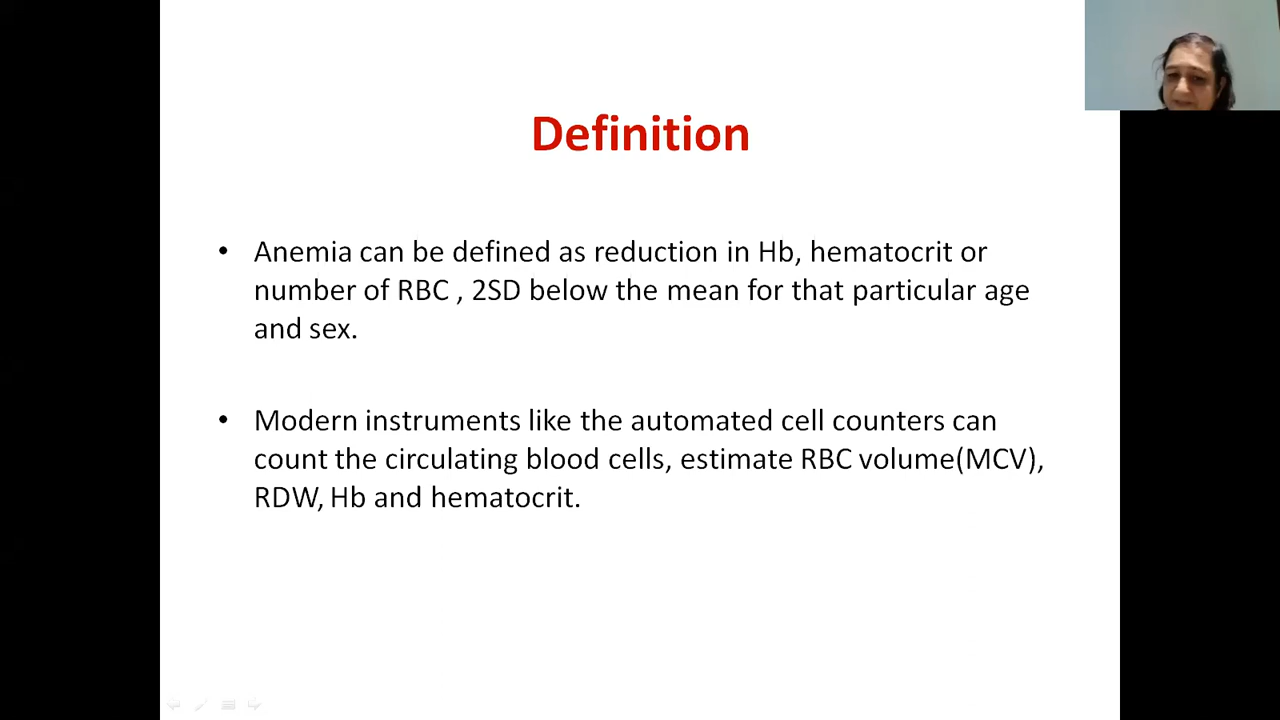 Definition
• Anemia can be defined as reduction in Hb, hematocrit or
number of RBC , 2SD below the mean for that particular age
and sex.
• Modern instruments like the automated cell counters can
count the circulating blood cells, estimate RBC volume(MCV),
RDW, Hb and hematocrit.